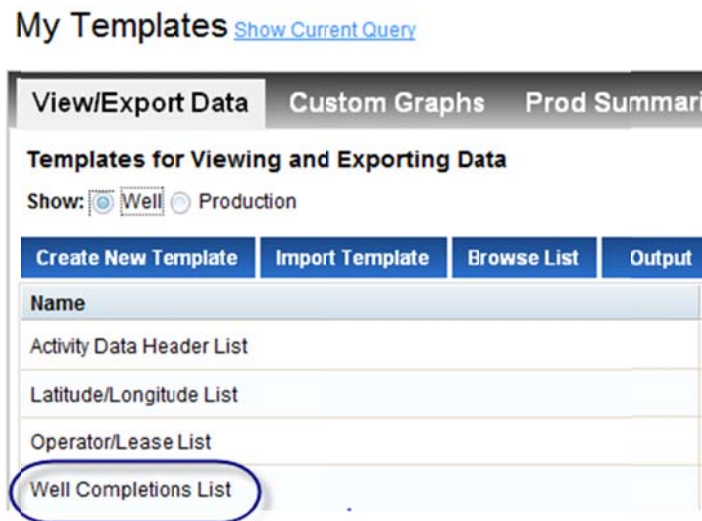 My Templates Show Current Query
View/Export Data Custom Graphs Prod Summari
Templates for Viewing and Exporting Data
Show: Well Production
Create New Template Import Template Browse List Output
Name
Activity Data Header List
Latitude/Longitude List
Operator/Lease List
Well Completions List